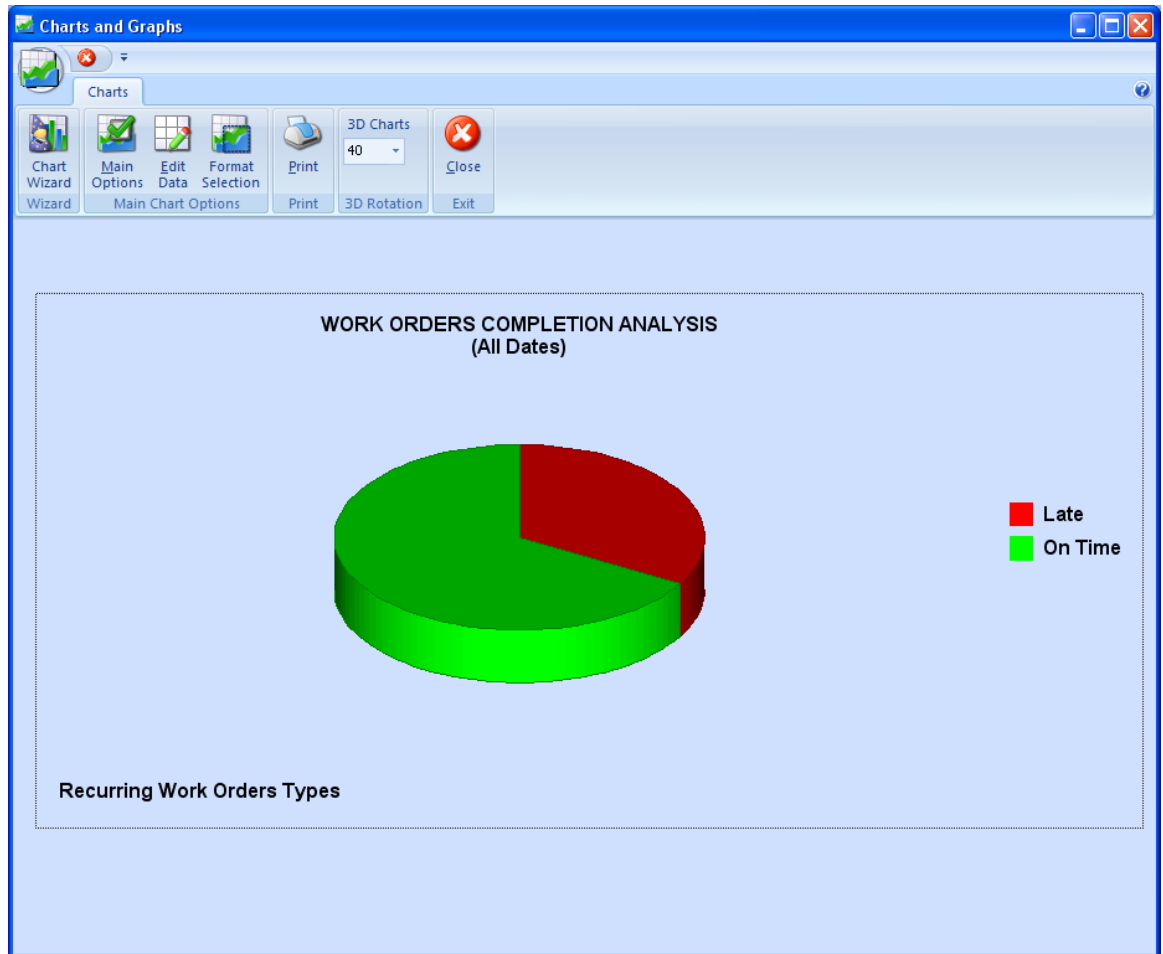 Charts and Graphs
Charts
Chart Wizard
Main Options
Edit Data
Format Selection
Print
3D Charts
40
Close
Wizard
Main Chart Options
Print
3D Rotation
Exit
WORK ORDERS COMPLETION ANALYSIS
(All Dates)
Late
On Time
Recurring Work Orders Types